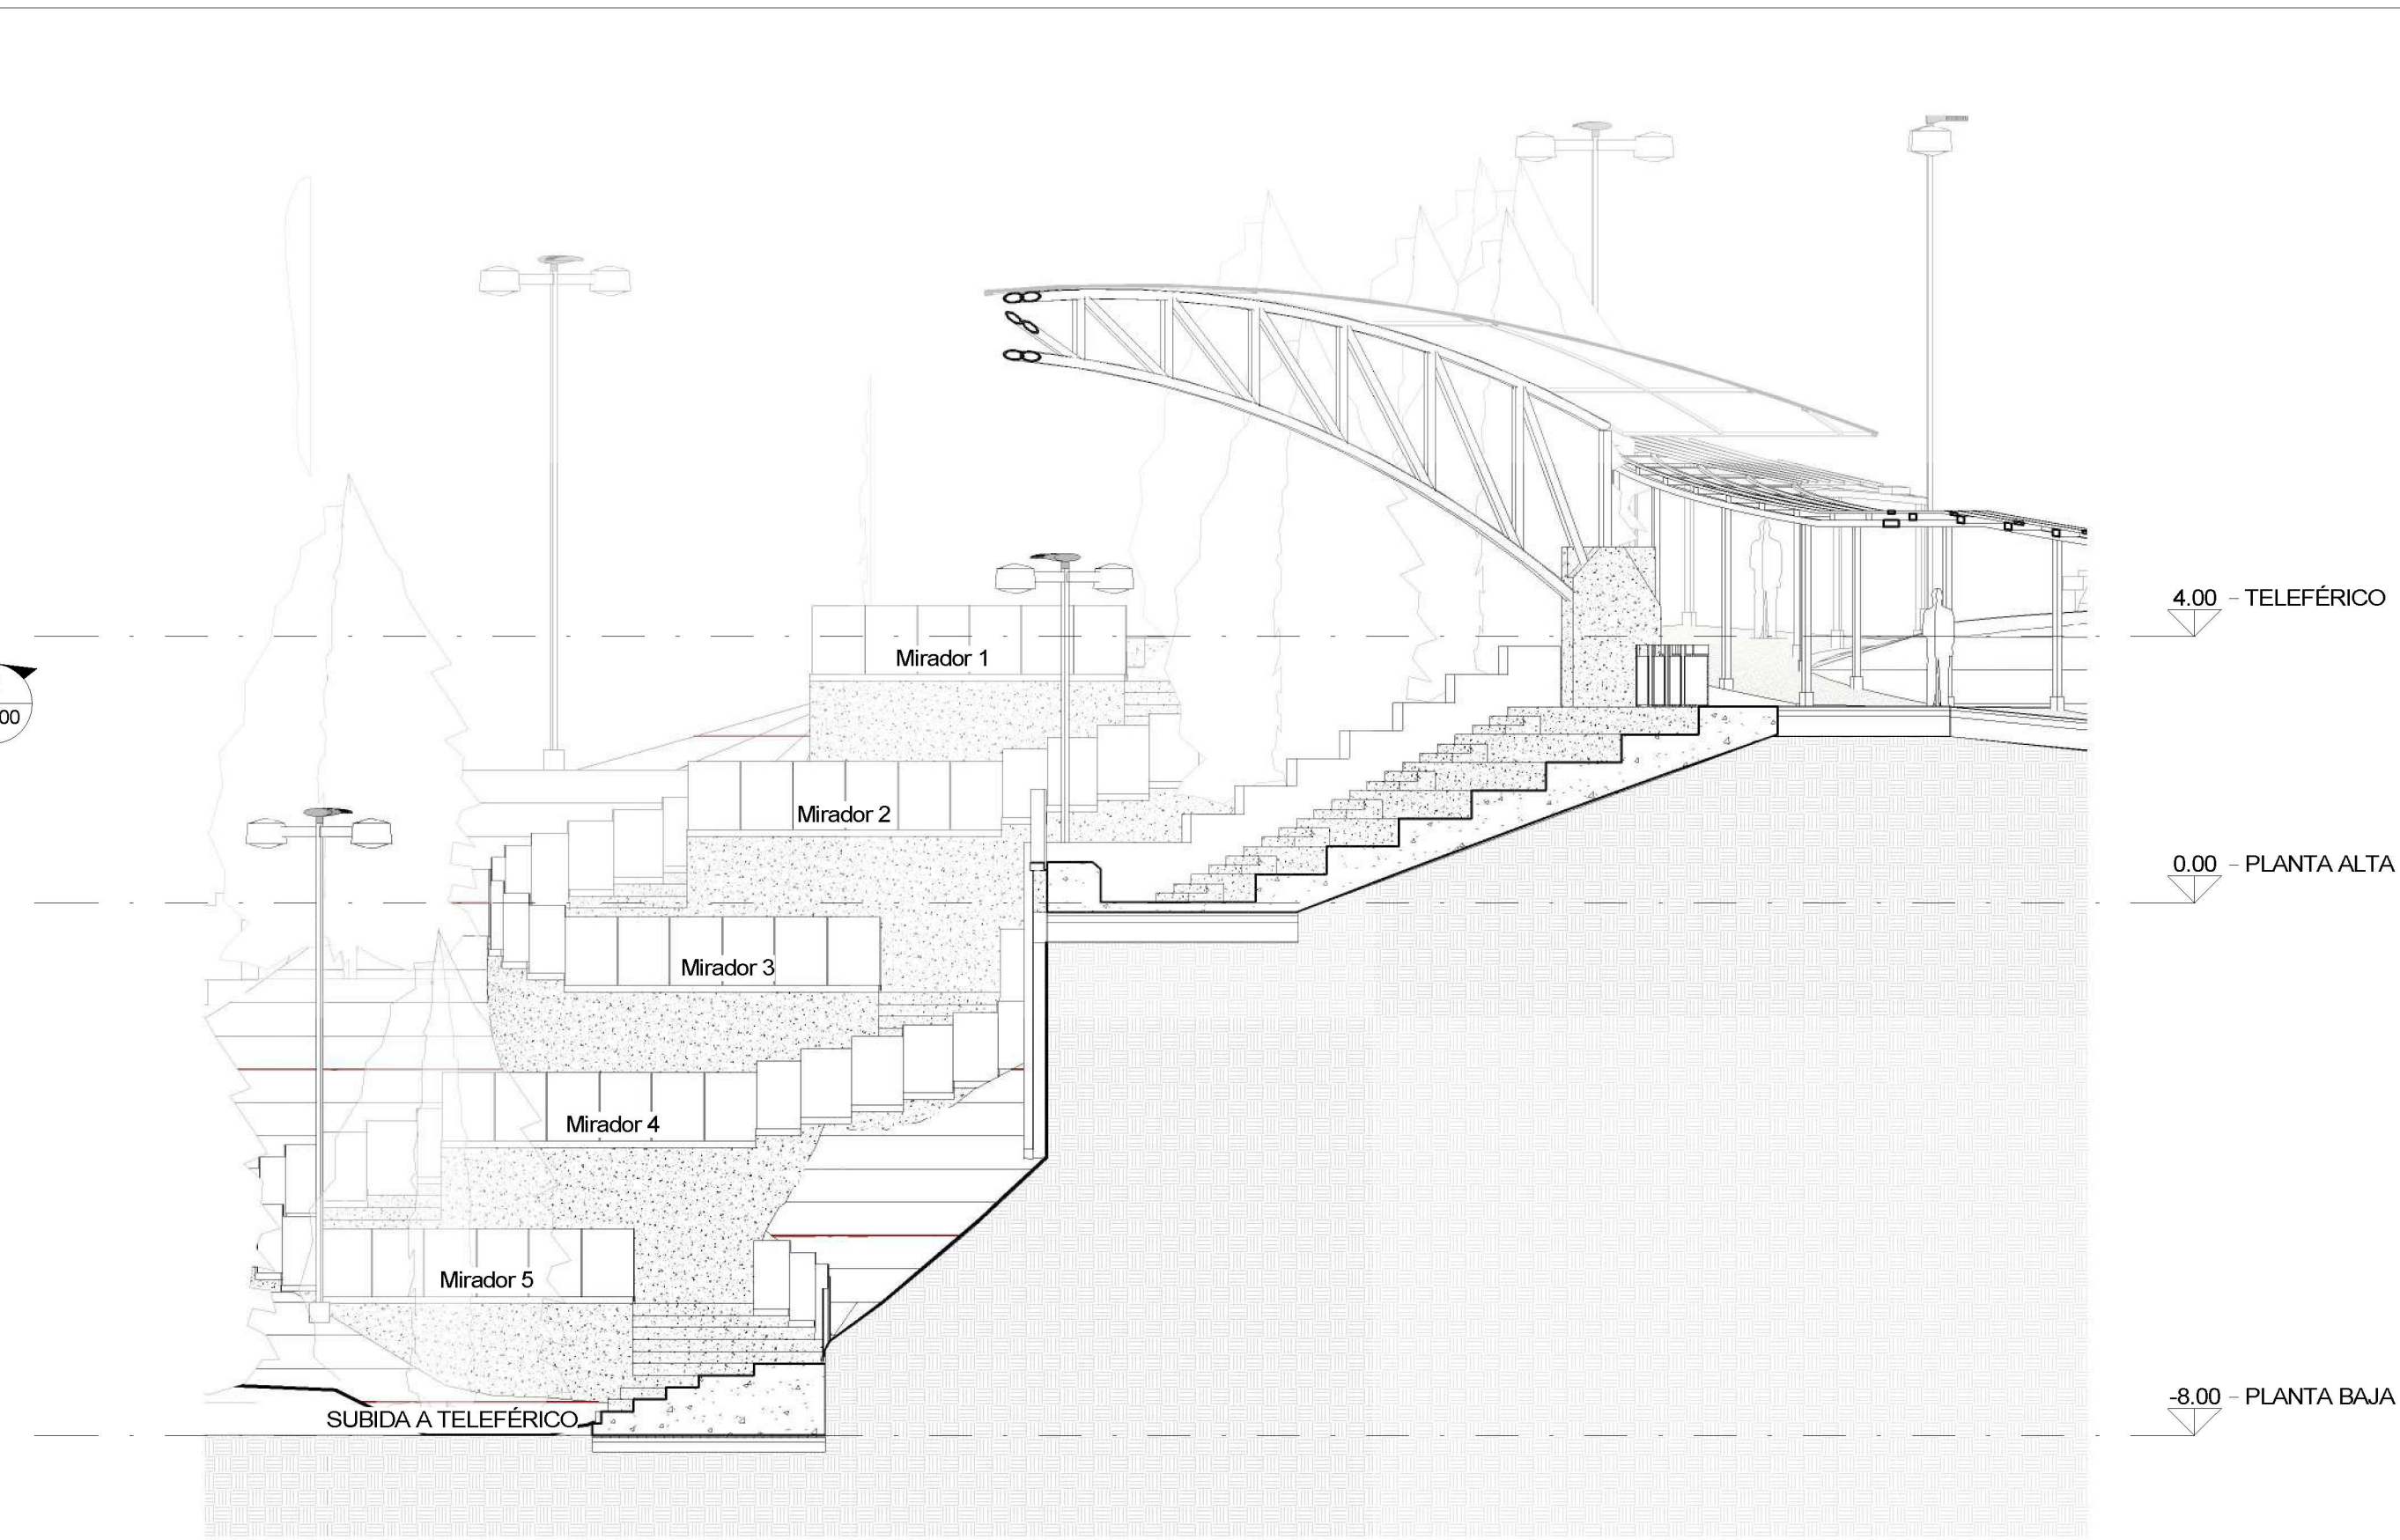 Mirador 1
4.00 – TELEFÉRICO
00
Mirador 2
0.00 – PLANTA ALTA
Mirador 3
Mirador 4
Mirador 5
SUBIDA A TELEFÉRICO
-8.00 – PLANTA BAJA